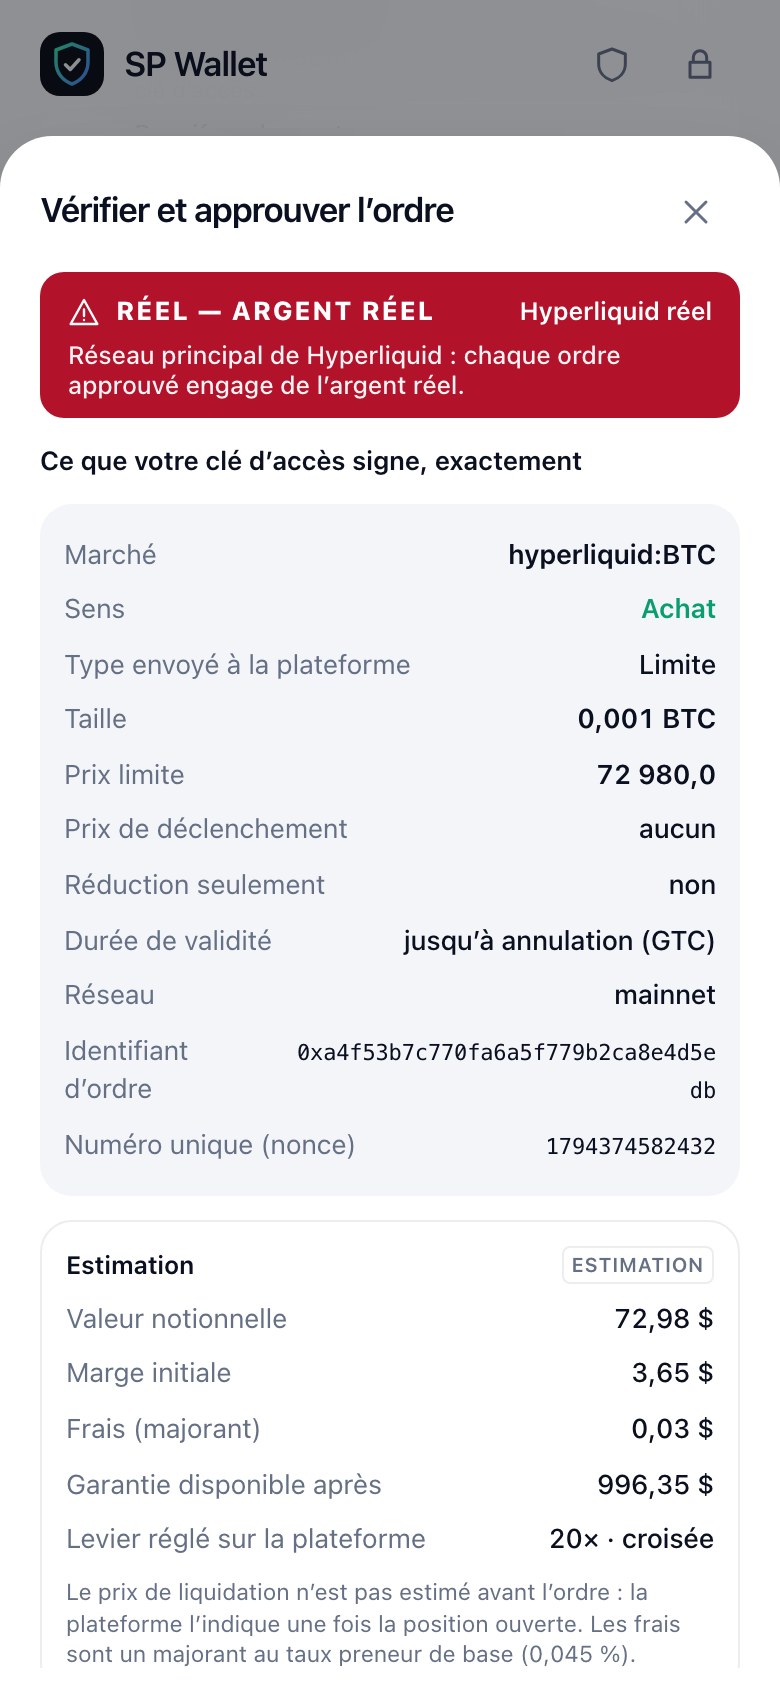 SP Wallet
Vérifier et approuver l’ordre
RÉEL — ARGENT RÉEL
Hyperliquid réel
Réseau principal de Hyperliquid : chaque ordre
approuvé engage de l’argent réel.
Ce que votre clé d’accès signe, exactement
Marché hyperliquid:BTC
Sens Achat
Type envoyé à la plateforme Limite
Taille 0,001 BTC
Prix limite 72 980,0
Prix de déclenchement aucun
Réduction seulement non
Durée de validité jusqu’à annulation (GTC)
Réseau mainnet
Identifiant 0xa4f53b7c770fa6a5f779b2ca8e4d5e
d’ordre db
Numéro unique (nonce) 1794374582432
Estimation ESTIMATION
Valeur notionnelle 72,98 $
Marge initiale 3,65 $
Frais (majorant) 0,03 $
Garantie disponible après 996,35 $
Levier réglé sur la plateforme 20× · croisée
Le prix de liquidation n’est pas estimé avant l’ordre : la
plateforme l’indique une fois la position ouverte. Les frais
sont un majorant au taux preneur de base (0,045 %).